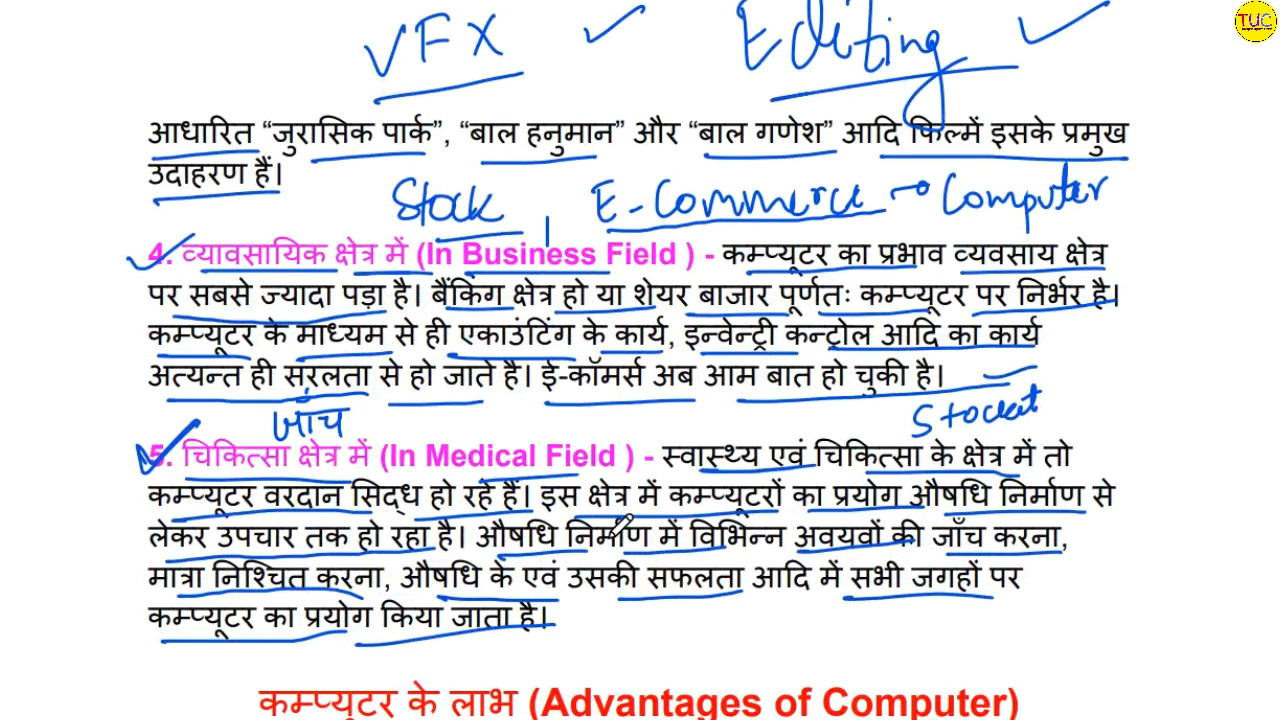 TUC
VFX Editing
आधारित “जुरासिक पार्क”, “बाल हनुमान” और “बाल गणेश” आदि फिल्में इसके प्रमुख
उदाहरण हैं।
Stock E-Commerce → Computer
4. व्यावसायिक क्षेत्र में (In Business Field ) - कम्प्यूटर का प्रभाव व्यवसाय क्षेत्र
पर सबसे ज्यादा पड़ा है। बैंकिंग क्षेत्र हो या शेयर बाजार पूर्णतः कम्प्यूटर पर निर्भर है।
कम्प्यूटर के माध्यम से ही एकाउंटिंग के कार्य, इन्वेन्ट्री कन्ट्रोल आदि का कार्य
अत्यन्त ही सरलता से हो जाते है। ई-कॉमर्स अब आम बात हो चुकी है।
जाँच
5. चिकित्सा क्षेत्र में (In Medical Field ) - स्वास्थ्य एवं चिकित्सा के क्षेत्र में तो
कम्प्यूटर वरदान सिद्ध हो रहे हैं। इस क्षेत्र में कम्प्यूटरों का प्रयोग औषधि निर्माण से
लेकर उपचार तक हो रहा है। औषधि निर्माण में विभिन्न अवयवों की जाँच करना,
मात्रा निश्चित करना, औषधि के एवं उसकी सफलता आदि में सभी जगहों पर
कम्प्यूटर का प्रयोग किया जाता है।
कम्प्यूटर के लाभ (Advantages of Computer)